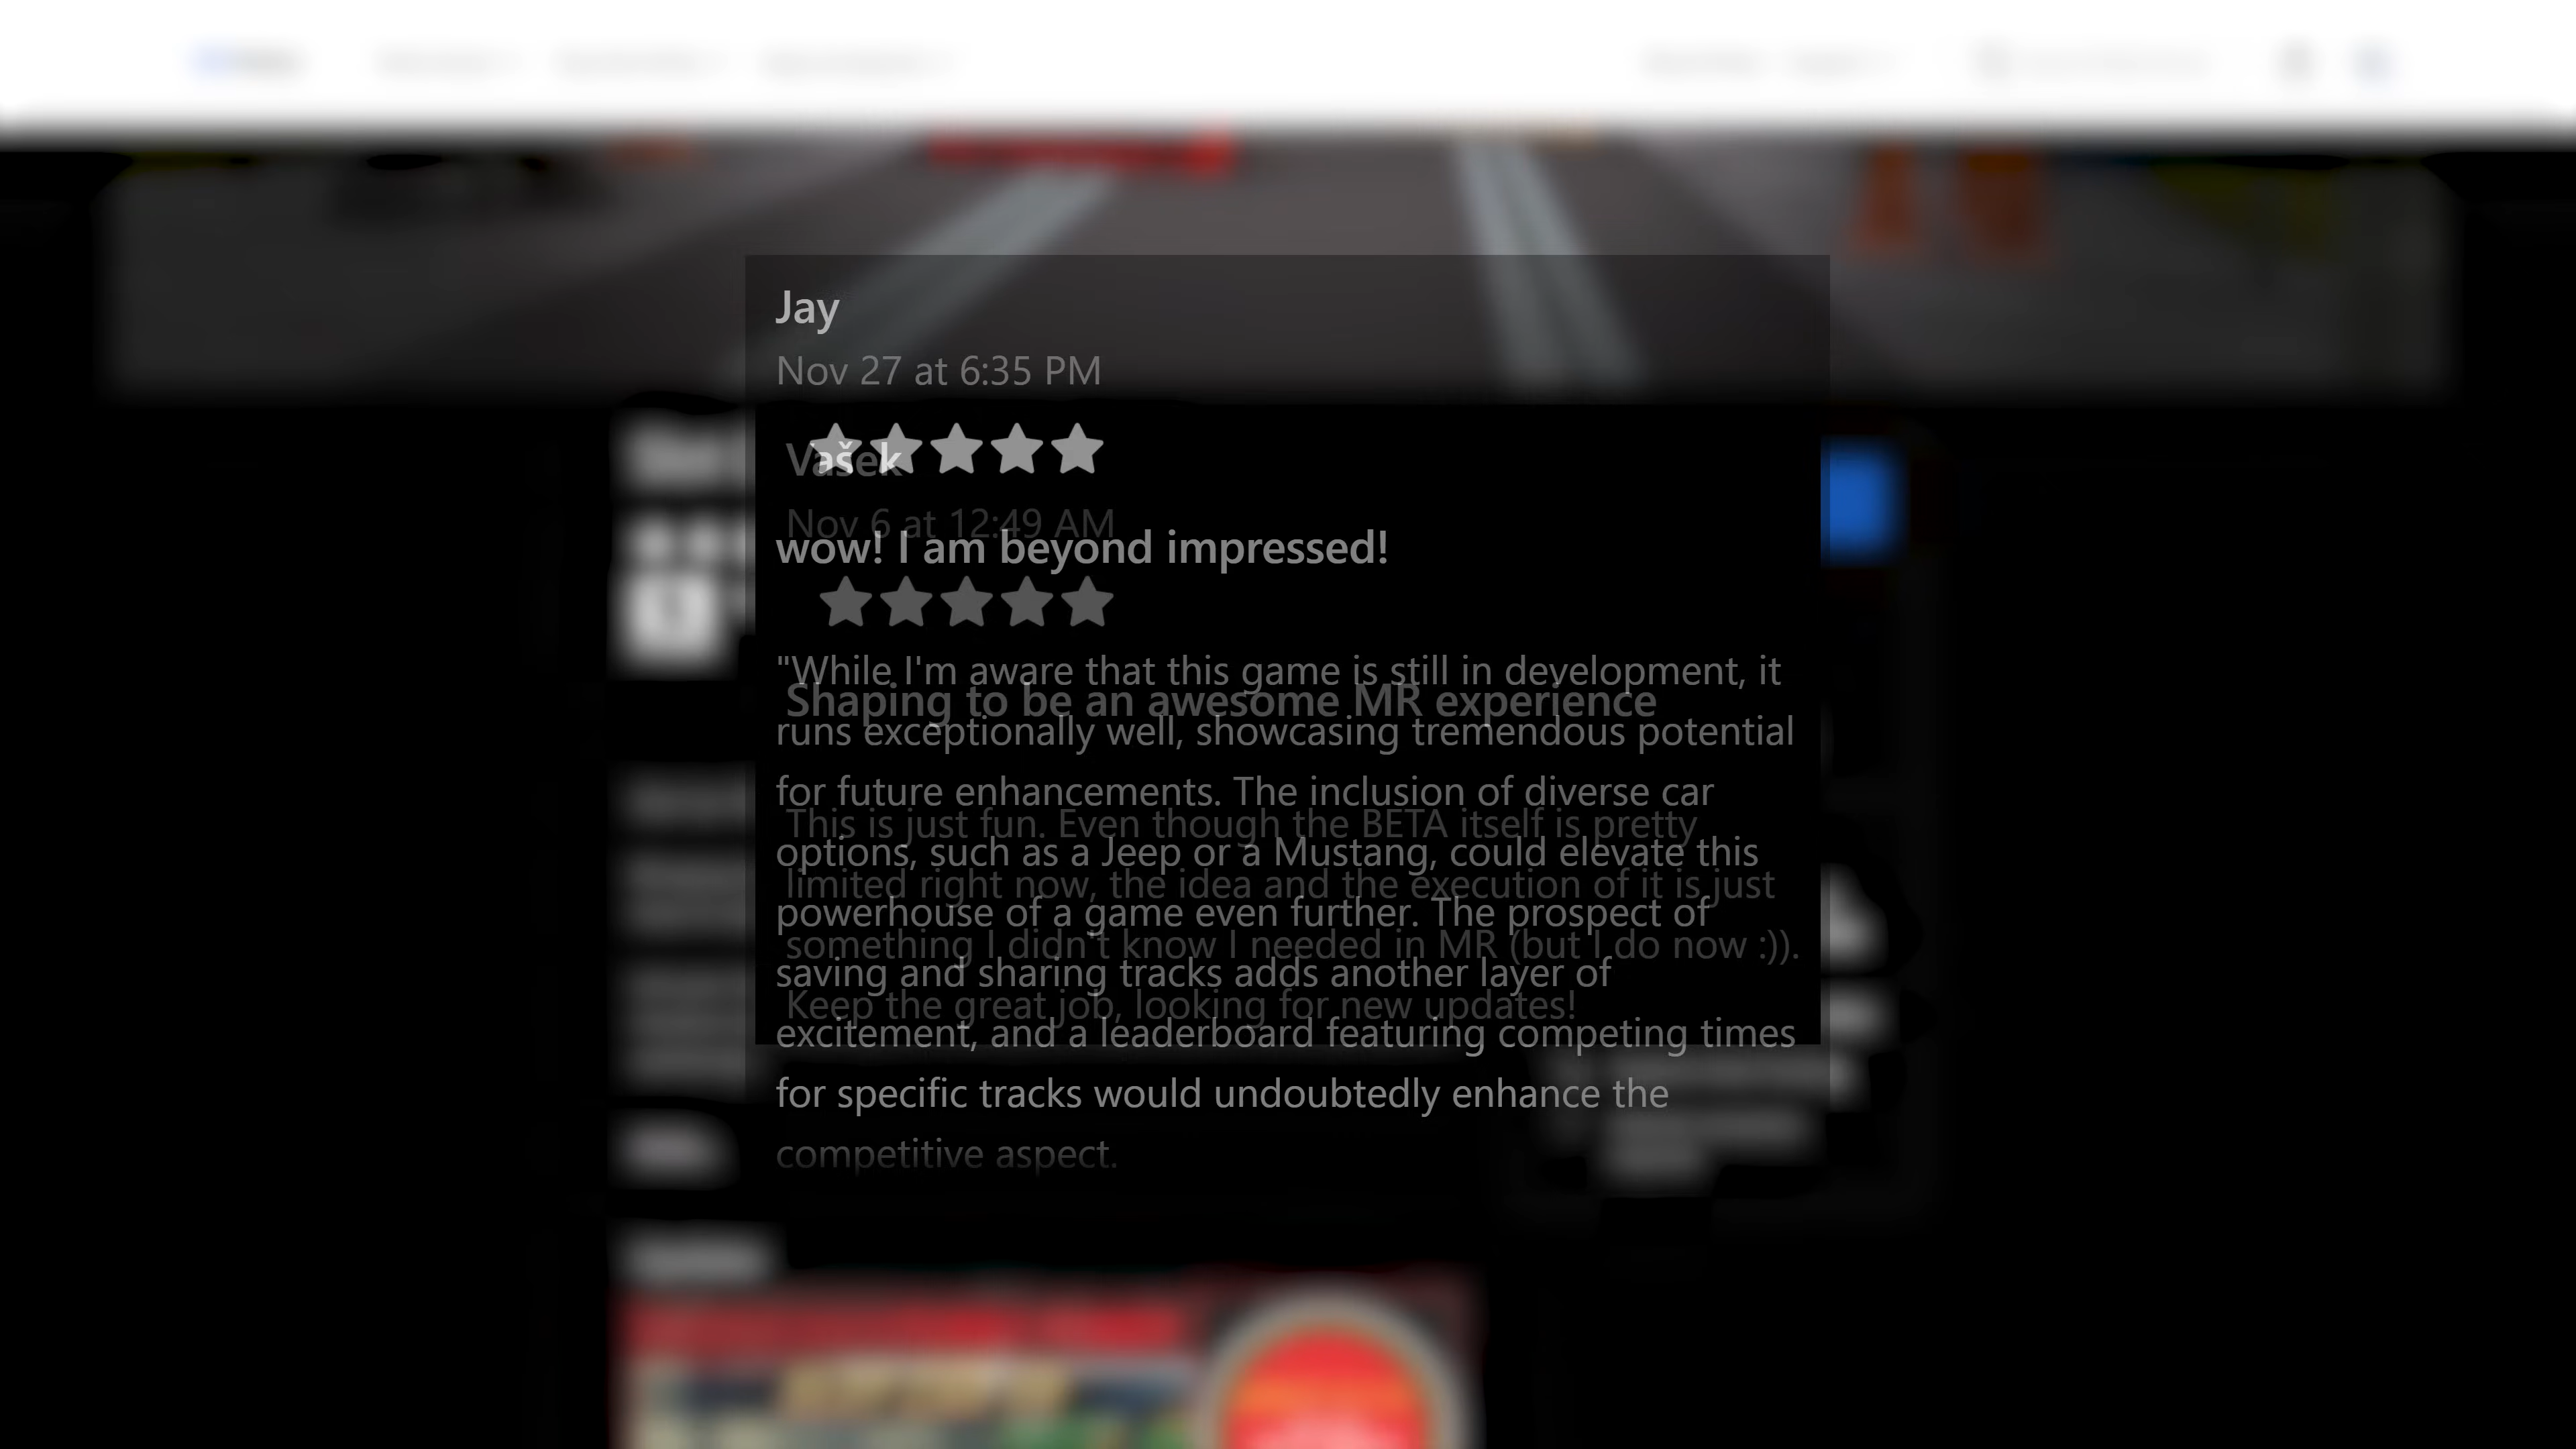 Jay
Nov 27 at 6:35 PM
wow! I am beyond impressed!
"While I'm aware that this game is still in development, it
runs exceptionally well, showcasing tremendous potential
for future enhancements. The inclusion of diverse car
options, such as a Jeep or a Mustang, could elevate this
powerhouse of a game even further. The prospect of
saving and sharing tracks adds another layer of
excitement, and a leaderboard featuring competing times
for specific tracks would undoubtedly enhance the
competitive aspect.
Vašek
Nov 6 at 12:49 AM
Shaping to be an awesome MR experience
This is just fun. Even though the BETA itself is pretty
limited right now, the idea and the execution of it is just
something I didn't know I needed in MR (but I do now :)).
Keep the great job, looking for new updates!